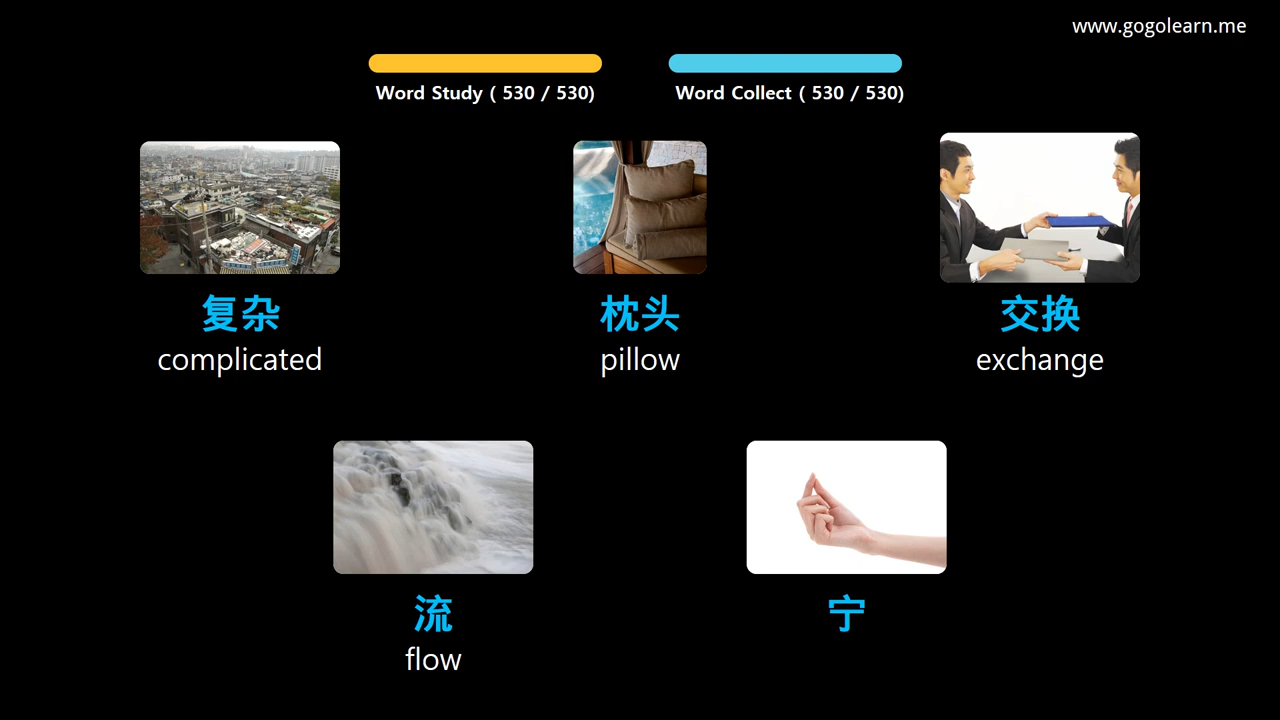 www.gogolearn.me
Word Study ( 530 / 530)
Word Collect ( 530 / 530)
复杂
complicated
枕头
pillow
交换
exchange
流
flow
宁